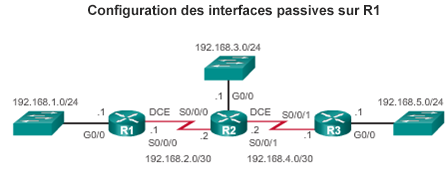 Configuration des interfaces passives sur R1
192.168.3.0/24
.1
G0/0
192.168.1.0/24
192.168.5.0/24
.1
DCE
S0/0/0
DCE
S0/0/1
.1
R1
R2
R3
G0/0
.1
.2
.2
.1
G0/0
S0/0/0
S0/0/1
192.168.2.0/30
192.168.4.0/30